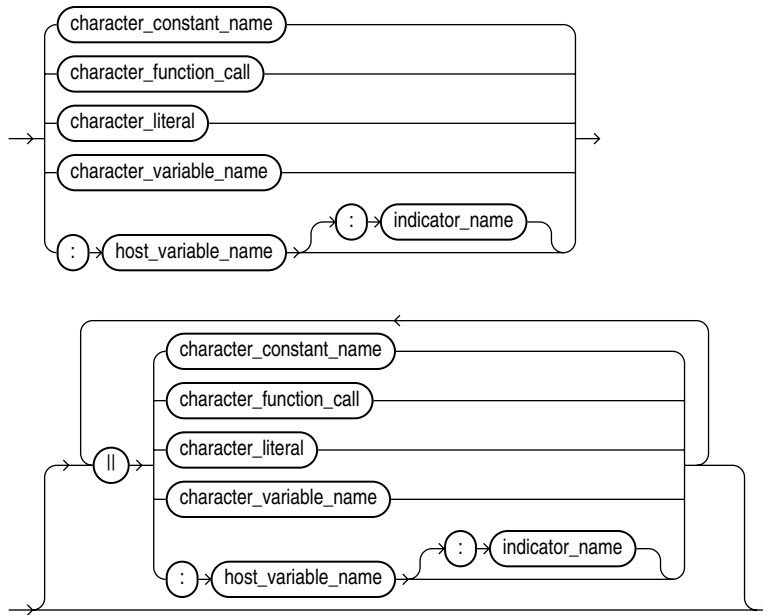 character_constant_name
character_function_call
character_literal
character_variable_name
: host_variable_name : indicator_name
character_constant_name
character_function_call
||
character_literal
character_variable_name
: host_variable_name : indicator_name